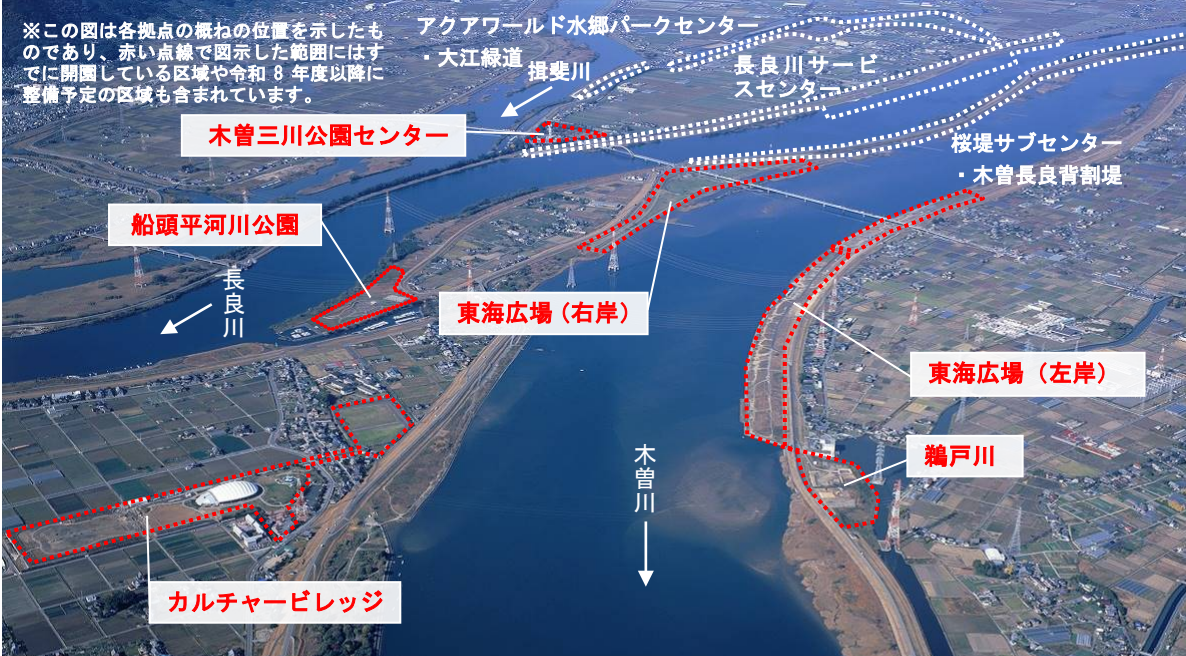 ※この図は各拠点の概ねの位置を示したも
のであり、赤い点線で図示した範囲にはす
でに開園している区域や令和 8 年度以降に
整備予定の区域も含まれています。
アクアワールド水郷パークセンター
・大江緑道
揖斐川
長良川サービ
スセンター
木曽三川公園センター
桜堤サブセンター
・木曽長良背割堤
船頭平河川公園
長良川
東海広場（右岸）
東海広場（左岸）
鵜戸川
木曽川
カルチャービレッジ